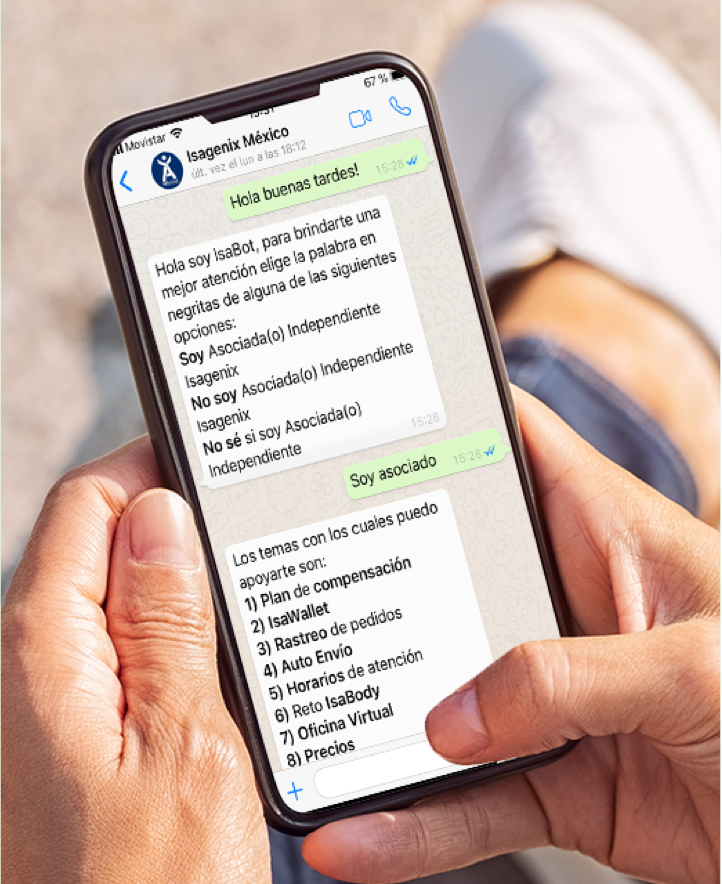 Movistar
67 %
Isagenix México
últ. vez el lun a las 18:12
Hola buenas tardes! 15:28
Hola soy IsaBot, para brindarte una
mejor atención elige la palabra en
negritas de alguna de las siguientes
opciones:
Soy Asociada(o) Independiente
Isagenix
No soy Asociada(o) Independiente
Isagenix
No sé si soy Asociada(o)
Independiente
15:28
Soy asociado 15:28
Los temas con los cuales puedo
apoyarte son:
1) Plan de compensación
2) IsaWallet
3) Rastreo de pedidos
4) Auto Envío
5) Horarios de atención
6) Reto IsaBody
7) Oficina Virtual
8) Precios